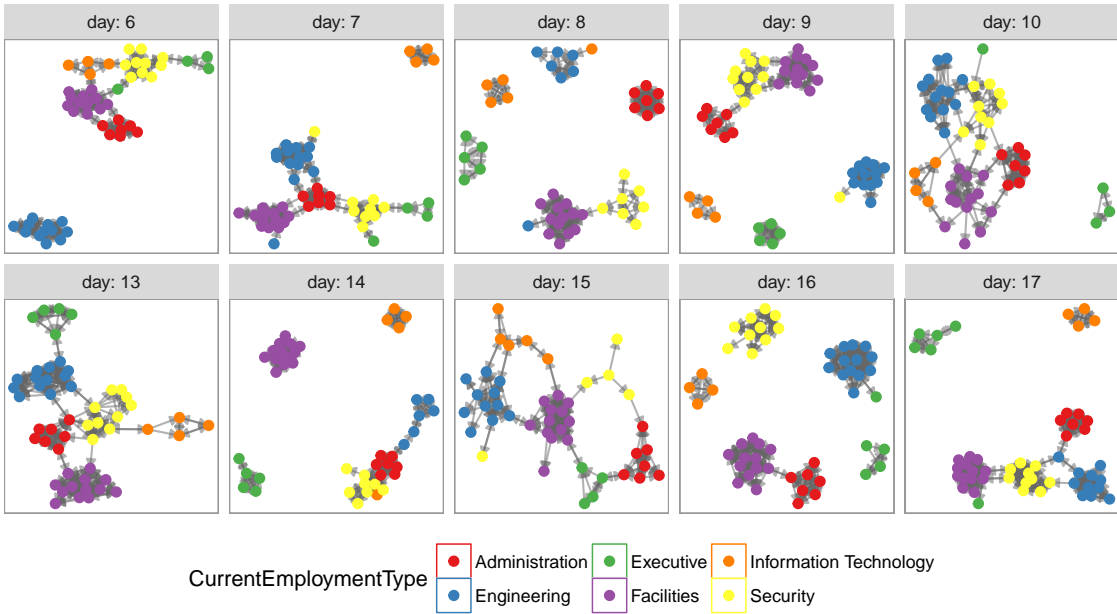 day: 6
day: 7
day: 8
day: 9
day: 10
day: 13
day: 14
day: 15
day: 16
day: 17
CurrentEmploymentType
Administration
Executive
Information Technology
Engineering
Facilities
Security